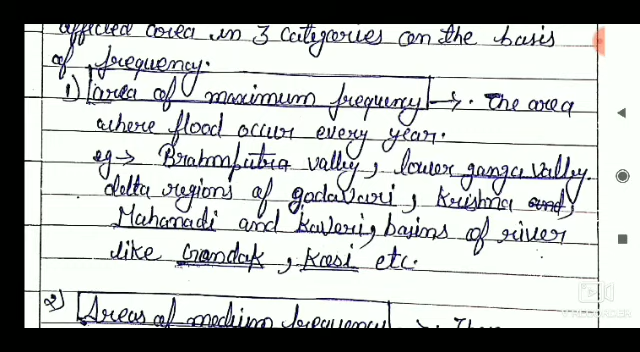 affected area in 3 categories on the basis
of frequency.
1) area of maximum frequency → . The area
where flood occur every year.
eg → Brahmputra valley, lower ganga valley.
delta regions of godavari, Krishna and,
Mahanadi and kaveri, basins of river
like Gandak, Kosi etc.
2) Areas of medium frequency → . The
RECORDER